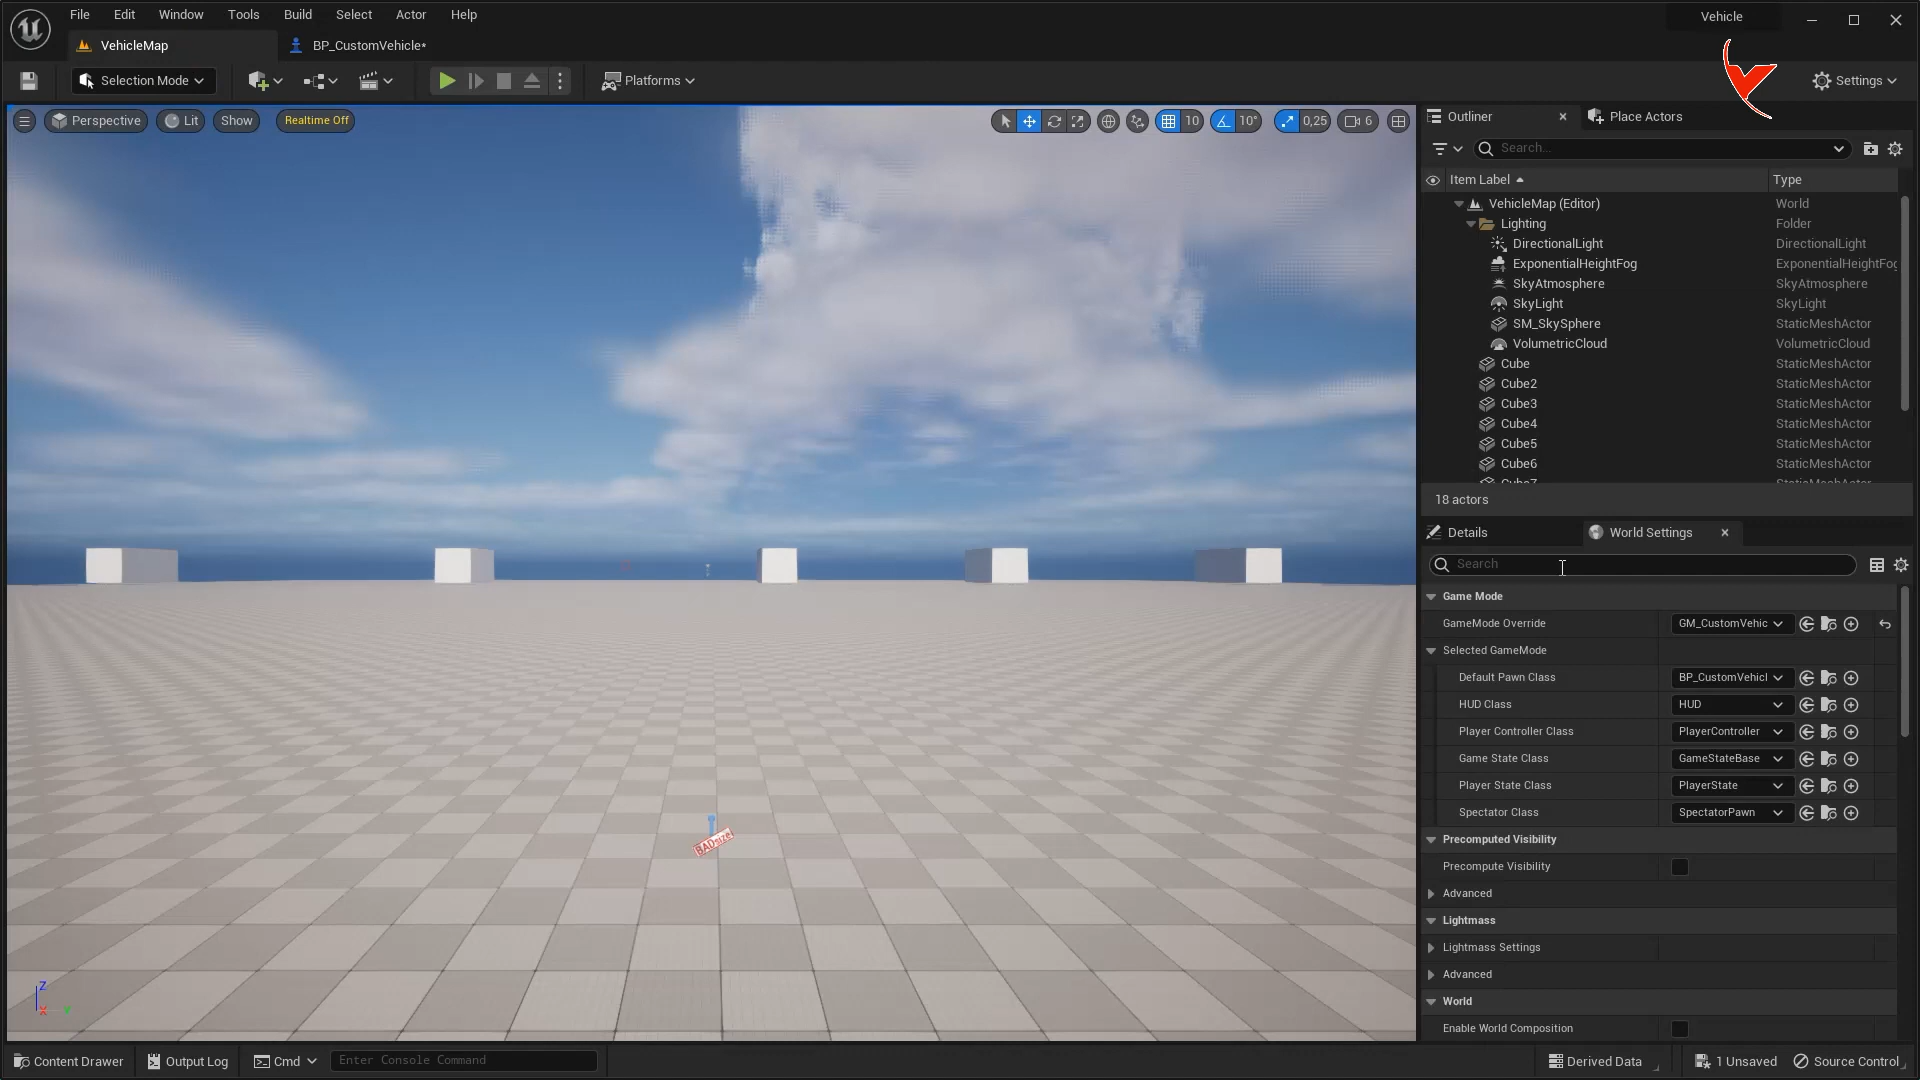 File Edit Window Tools Build Select Actor Help
Vehicle
VehicleMap
BP_CustomVehicle*
Selection Mode
Platforms
Settings
Perspective Lit Show Realtime Off
10 10° 0,25 6
Outliner
Place Actors
Search...
Item Label Type
VehicleMap (Editor) World
Lighting Folder
DirectionalLight DirectionalLight
ExponentialHeightFog ExponentialHeightFog
SkyAtmosphere SkyAtmosphere
SkyLight SkyLight
SM_SkySphere StaticMeshActor
VolumetricCloud VolumetricCloud
Cube StaticMeshActor
Cube2 StaticMeshActor
Cube3 StaticMeshActor
Cube4 StaticMeshActor
Cube5 StaticMeshActor
Cube6 StaticMeshActor
18 actors
Details
World Settings
Search
Game Mode
GameMode Override GM_CustomVehic
Selected GameMode
Default Pawn Class BP_CustomVehicl
HUD Class HUD
Player Controller Class PlayerController
Game State Class GameStateBase
Player State Class PlayerState
Spectator Class SpectatorPawn
Precomputed Visibility
Precompute Visibility
Advanced
Lightmass
Lightmass Settings
Advanced
World
Enable World Composition
BADsize
Z
X Y
Content Drawer Output Log Cmd Enter Console Command
Derived Data 1 Unsaved Source Control